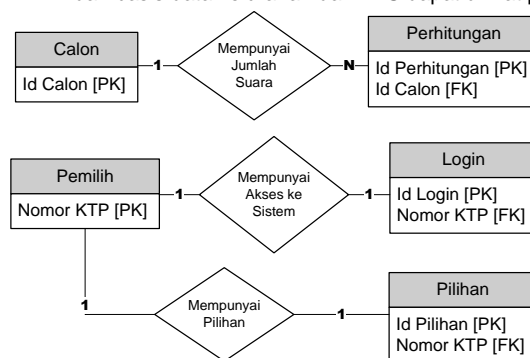 Calon
Id Calon [PK]
1
Mempunyai
Jumlah
Suara
N
Perhitungan
Id Perhitungan [PK]
Id Calon [FK]
Pemilih
Nomor KTP [PK]
1
Mempunyai
Akses ke
Sistem
1
Login
Id Login [PK]
Nomor KTP [FK]
1
Mempunyai
Pilihan
1
Pilihan
Id Pilihan [PK]
Nomor KTP [FK]